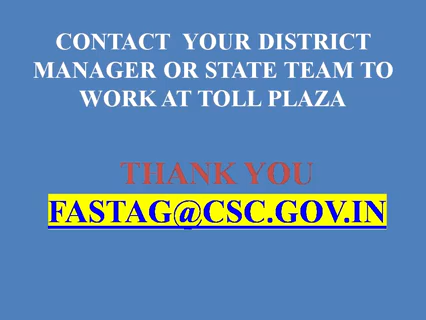 CONTACT YOUR DISTRICT
MANAGER OR STATE TEAM TO
WORK AT TOLL PLAZA
THANK YOU
FASTAG@CSC.GOV.IN